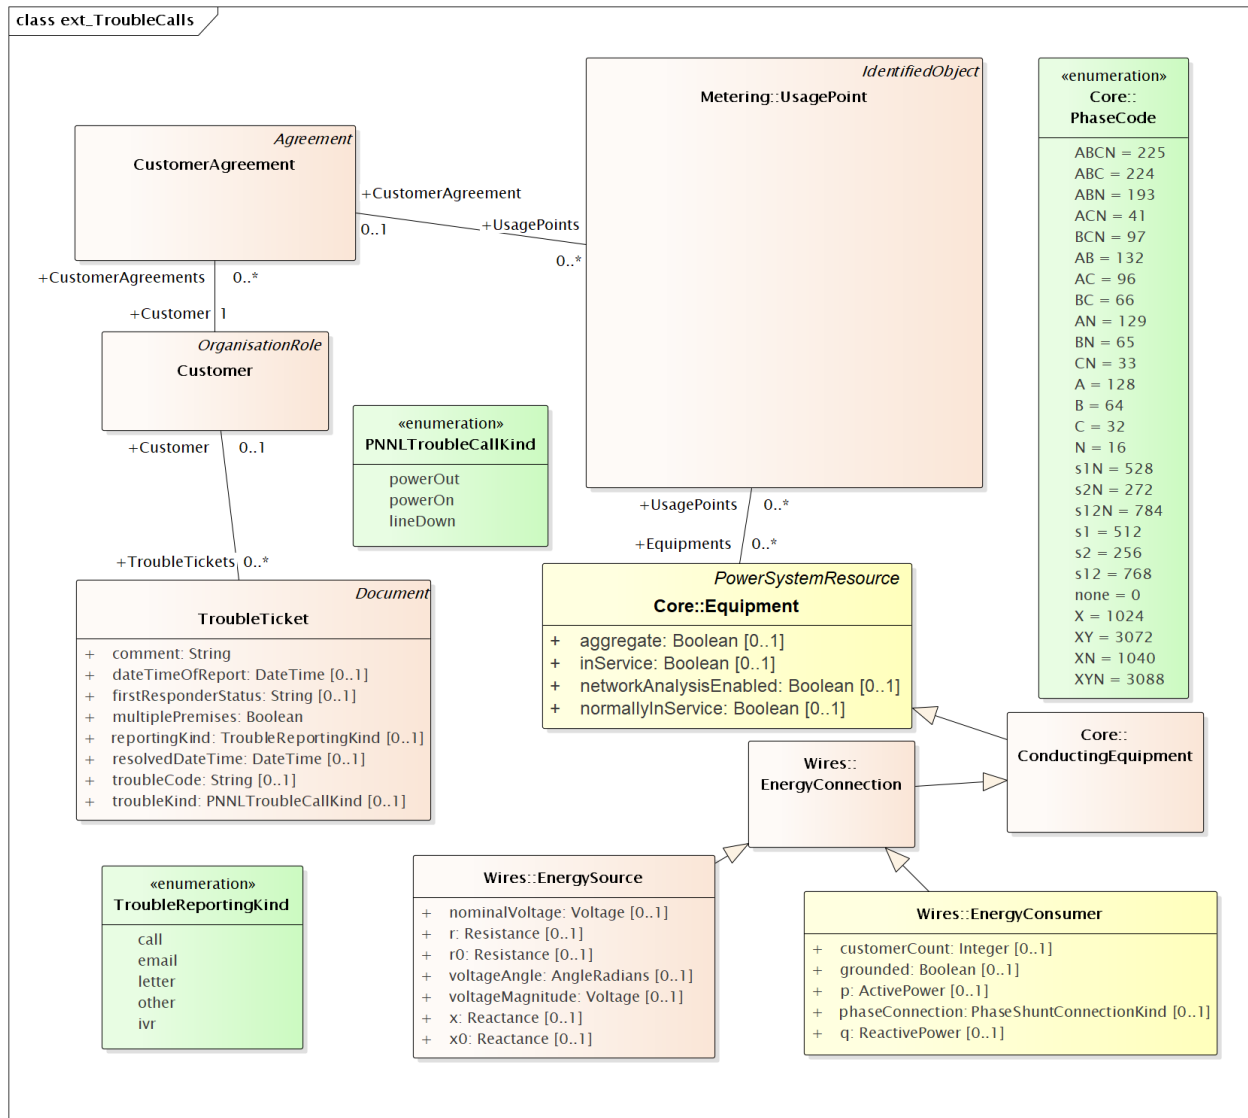 class ext_TroubleCalls
IdentifiedObject
Metering::UsagePoint
«enumeration»
Core::
PhaseCode
ABCN = 225
ABC = 224
ABN = 193
ACN = 41
BCN = 97
AB = 132
AC = 96
BC = 66
AN = 129
BN = 65
CN = 33
A = 128
B = 64
C = 32
N = 16
s1N = 528
s2N = 272
s12N = 784
s1 = 512
s2 = 256
s12 = 768
none = 0
X = 1024
XY = 3072
XN = 1040
XYN = 3088
Agreement
CustomerAgreement
+CustomerAgreement
0..1
+UsagePoints
0..*
+CustomerAgreements 0..*
+Customer 1
OrganisationRole
Customer
+Customer 0..1
«enumeration»
PNNLTroubleCallKind
powerOut
powerOn
lineDown
+UsagePoints 0..*
+Equipments 0..*
+TroubleTickets 0..*
Document
TroubleTicket
+ comment: String
+ dateTimeOfReport: DateTime [0..1]
+ firstResponderStatus: String [0..1]
+ multiplePremises: Boolean
+ reportingKind: TroubleReportingKind [0..1]
+ resolvedDateTime: DateTime [0..1]
+ troubleCode: String [0..1]
+ troubleKind: PNNLTroubleCallKind [0..1]
PowerSystemResource
Core::Equipment
+ aggregate: Boolean [0..1]
+ inService: Boolean [0..1]
+ networkAnalysisEnabled: Boolean [0..1]
+ normallyInService: Boolean [0..1]
Core::
ConductingEquipment
Wires::
EnergyConnection
«enumeration»
TroubleReportingKind
call
email
letter
other
ivr
Wires::EnergySource
+ nominalVoltage: Voltage [0..1]
+ r: Resistance [0..1]
+ r0: Resistance [0..1]
+ voltageAngle: AngleRadians [0..1]
+ voltageMagnitude: Voltage [0..1]
+ x: Reactance [0..1]
+ x0: Reactance [0..1]
Wires::EnergyConsumer
+ customerCount: Integer [0..1]
+ grounded: Boolean [0..1]
+ p: ActivePower [0..1]
+ phaseConnection: PhaseShuntConnectionKind [0..1]
+ q: ReactivePower [0..1]